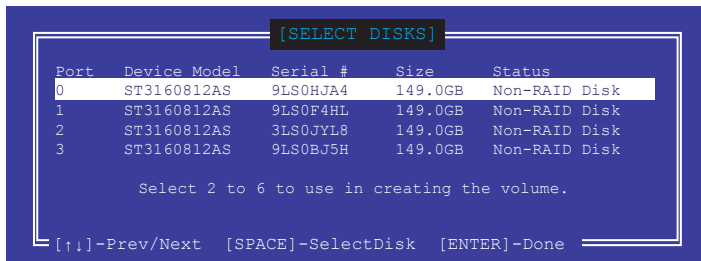 [SELECT DISKS]
Port Device Model Serial # Size Status
0 ST3160812AS 9LS0HJA4 149.0GB Non-RAID Disk
1 ST3160812AS 9LS0F4HL 149.0GB Non-RAID Disk
2 ST3160812AS 3LS0JYL8 149.0GB Non-RAID Disk
3 ST3160812AS 9LS0BJ5H 149.0GB Non-RAID Disk
Select 2 to 6 to use in creating the volume.
[↑↓]-Prev/Next [SPACE]-SelectDisk [ENTER]-Done